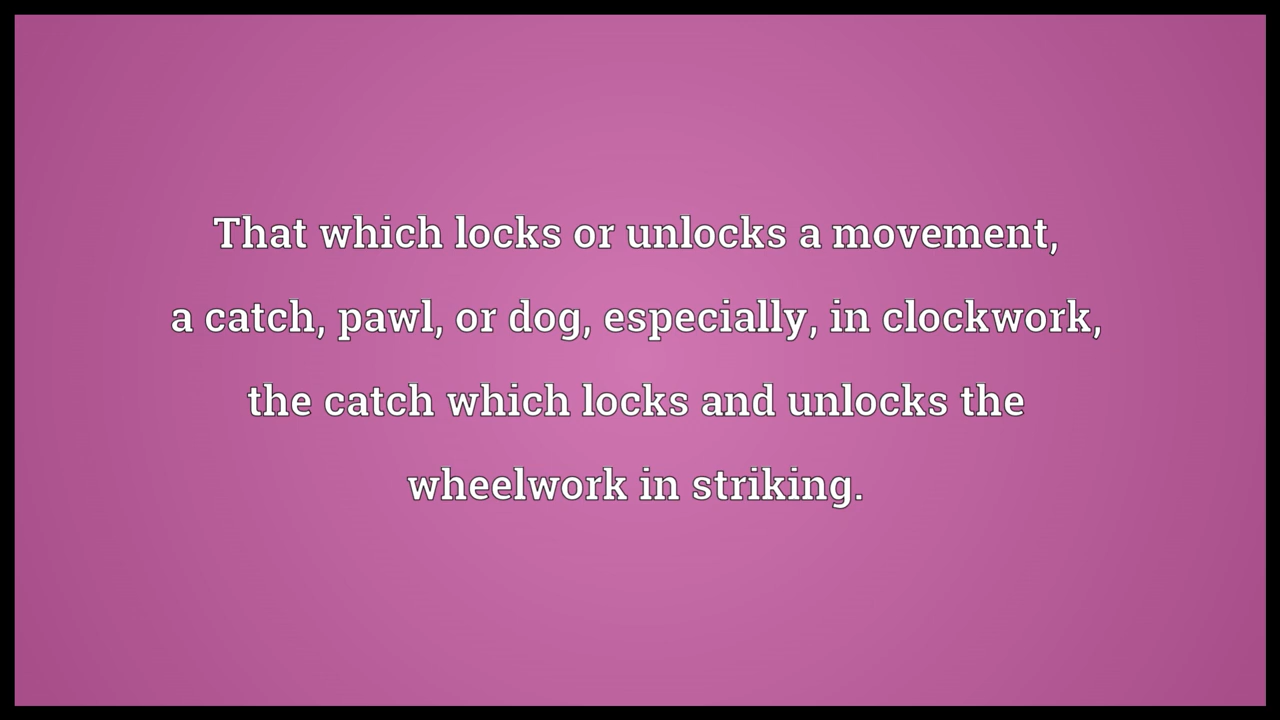 That which locks or unlocks a movement,
a catch, pawl, or dog, especially, in clockwork,
the catch which locks and unlocks the
wheelwork in striking.